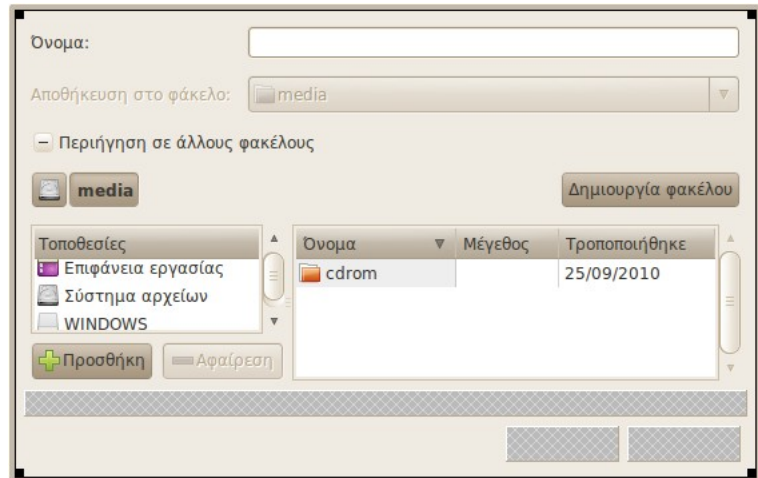 Όνομα:
Αποθήκευση στο φάκελο: media
Περιήγηση σε άλλους φακέλους
media Δημιουργία φακέλου
Τοποθεσίες
Επιφάνεια εργασίας
Σύστημα αρχείων
WINDOWS
Προσθήκη Αφαίρεση
Όνομα Μέγεθος Τροποποιήθηκε
cdrom 25/09/2010